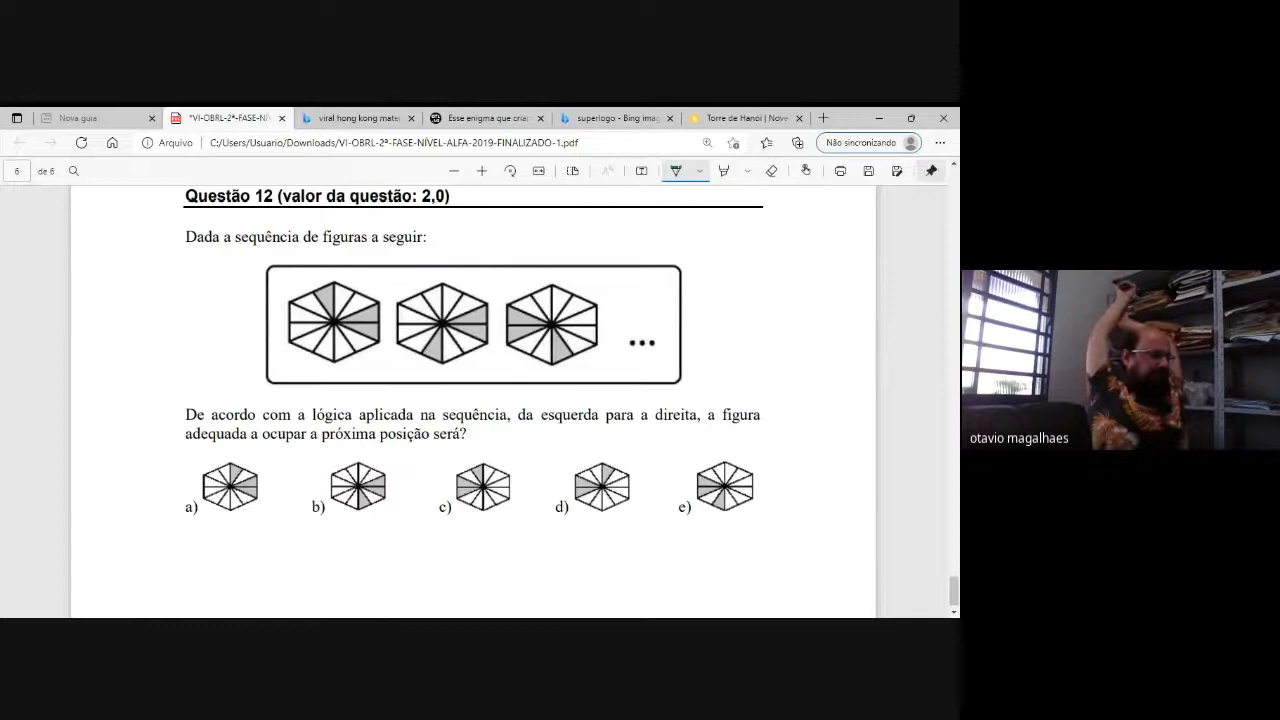 Nova guia
*VI-OBRL-2ª-FASE-NÍV
viral hong kong mate
Esse enigma que cria
superlogo - Bing ima
Torre de Hanói | Nove
Arquivo
C:/Users/Usuario/Downloads/VI-OBRL-2ª-FASE-NÍVEL-ALFA-2019-FINALIZADO-1.pdf
Não sincronizando
6 de 6
Questão 12 (valor da questão: 2,0)
Dada a sequência de figuras a seguir:
...
De acordo com a lógica aplicada na sequência, da esquerda para a direita, a figura
adequada a ocupar a próxima posição será?
a) b) c) d) e)
otavio magalhaes